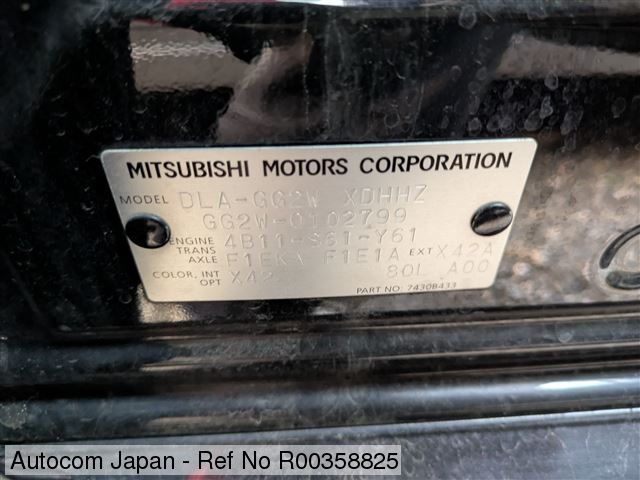 MITSUBISHI MOTORS CORPORATION
MODEL DLA-GG2W XDHHZ
GG2W-0102799
ENGINE 4B11-S61-Y61
TRANS AXLE F1E1A EXT X42A
COLOR, INT OPT X42 80L A00
PART NO: 7430B433
Autocom Japan - Ref No R00358825